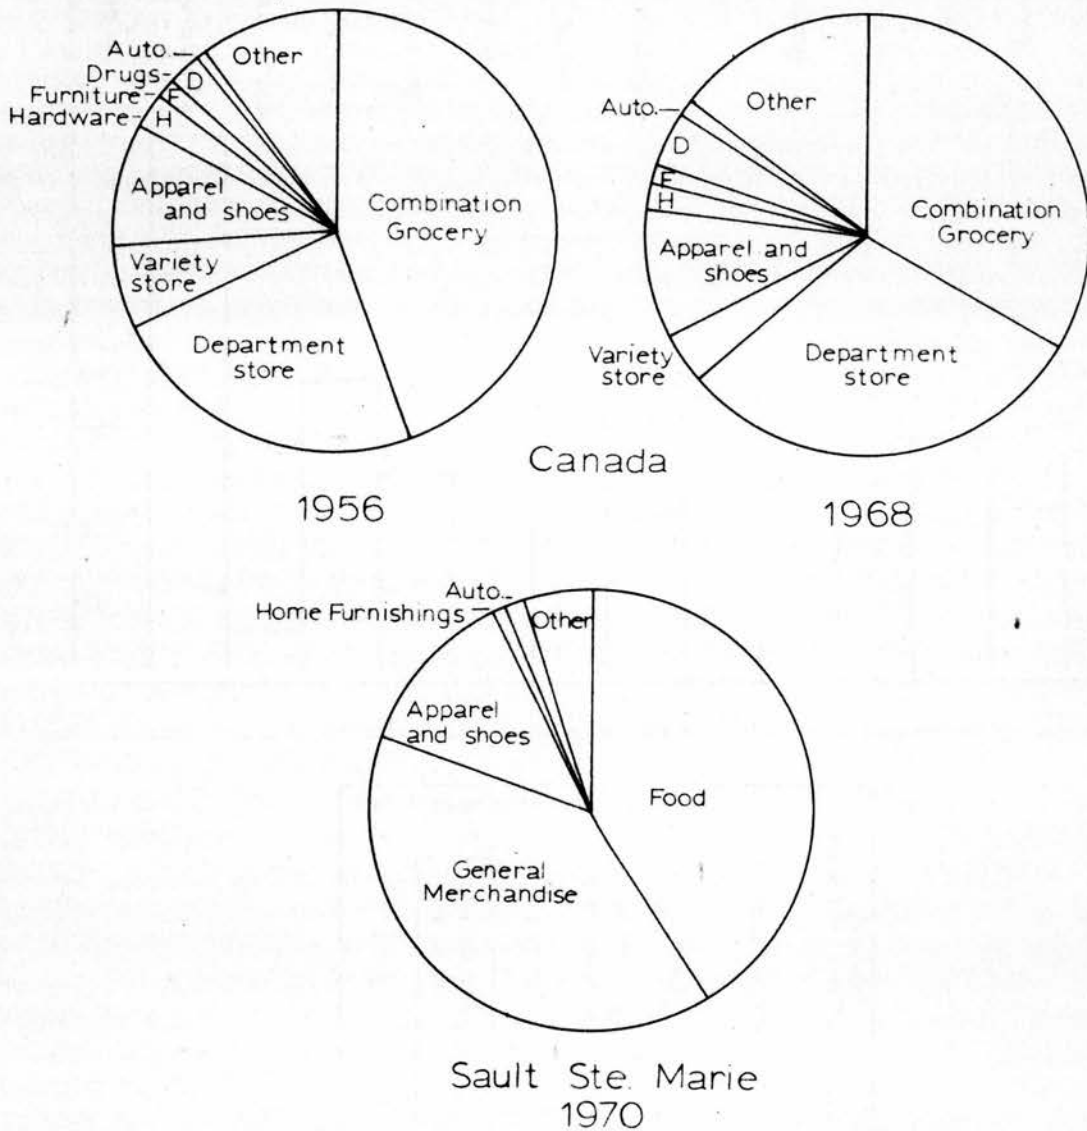 Auto.
Drugs
Furniture
Hardware
Other
D
F
H
Apparel
and shoes
Variety
store
Department
store
Combination
Grocery
Auto.
Other
D
F
H
Apparel and
shoes
Variety
store
Department
store
Combination
Grocery
Canada
1956
1968
Auto.
Home Furnishings
Other
Apparel
and shoes
Food
General
Merchandise
Sault Ste. Marie
1970